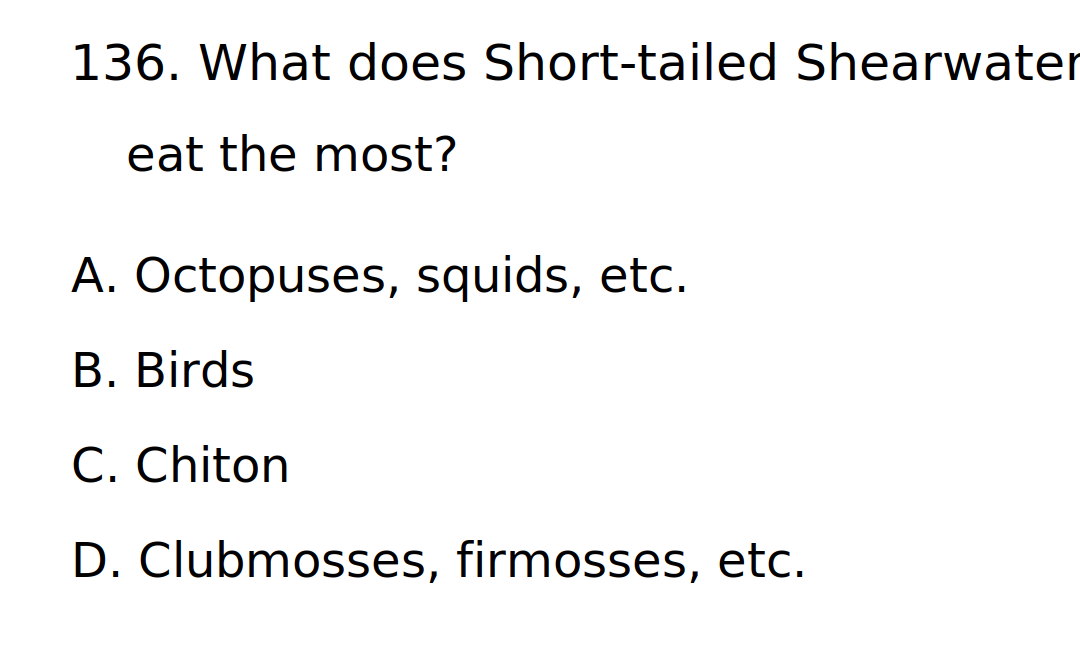 136. What does Short-tailed Shearwater
eat the most?
A. Octopuses, squids, etc.
B. Birds
C. Chiton
D. Clubmosses, firmosses, etc.